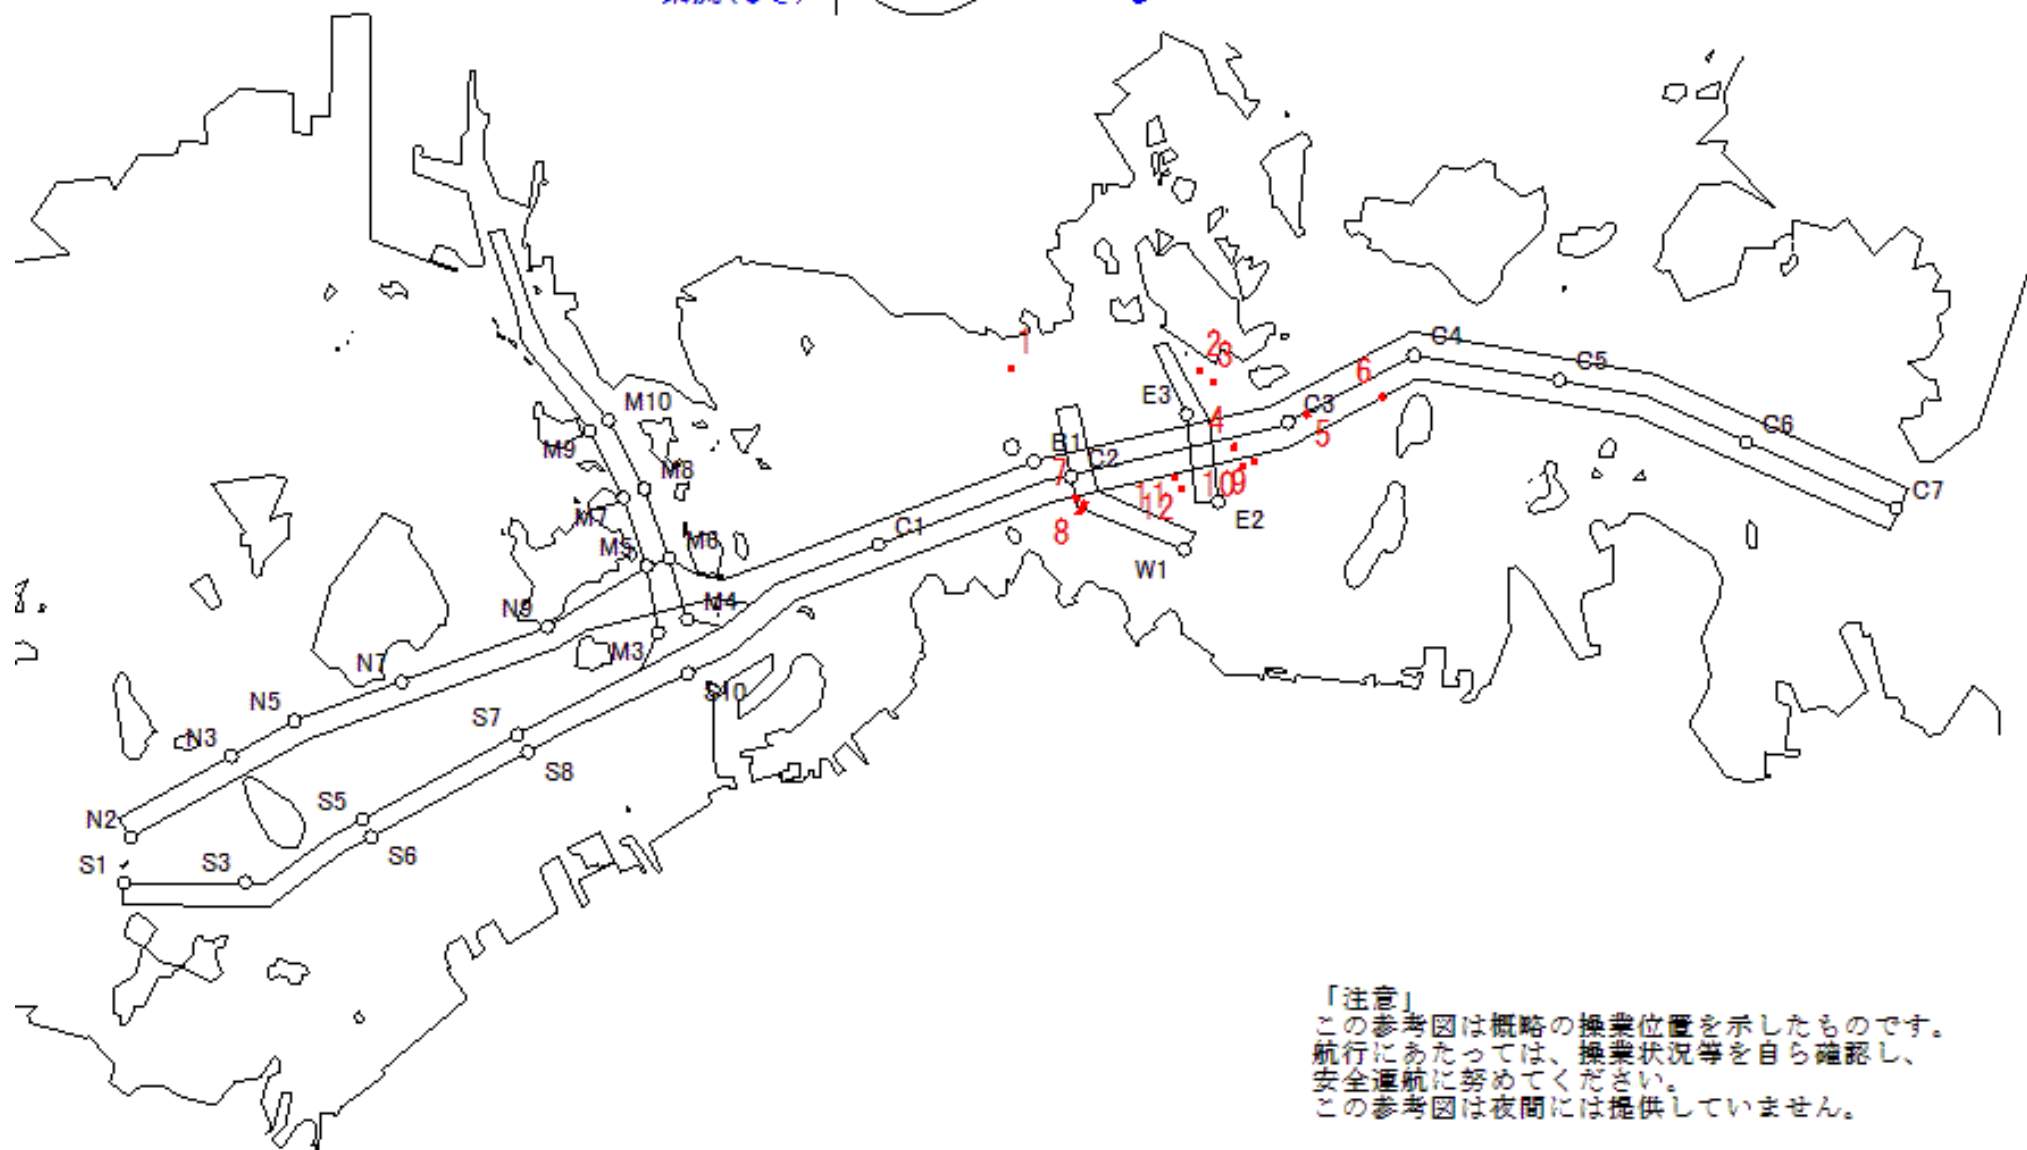 1
2
3
C4
C5
6
E3
M10
4
C3
5
C6
M9
B1
C2
M8
7
10
9
C7
11
12
M7
E2
8
C1
M5
M6
W1
N9
M4
M3
N7
S10
N5
S7
N3
S8
S5
N2
S6
S1
S3
「注意」
この参考図は概略の操業位置を示したものです。
航行にあたっては、操業状況等を自ら確認し、
安全運航に努めてください。
この参考図は夜間には提供していません。